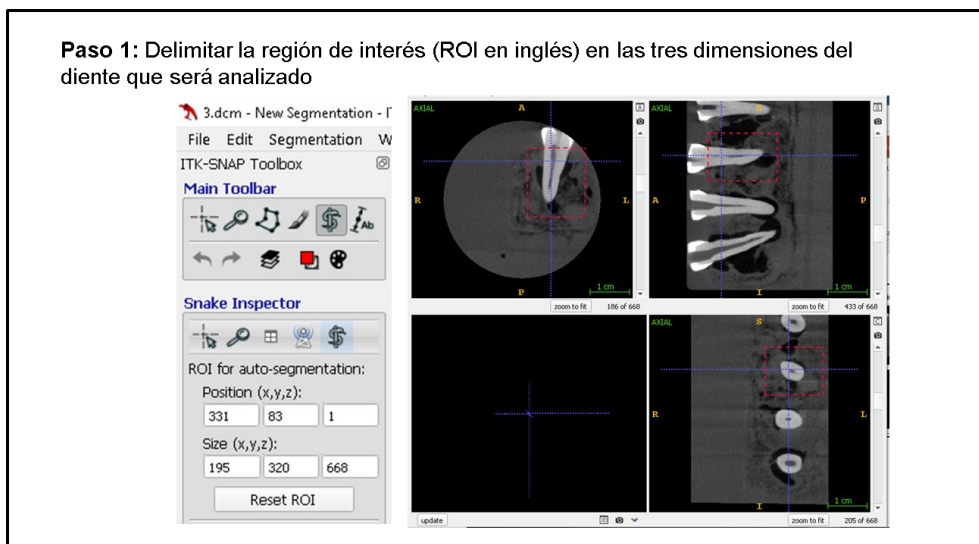 Paso 1: Delimitar la región de interés (ROI en inglés) en las tres dimensiones del
diente que será analizado
3.dcm - New Segmentation - IT
File Edit Segmentation W
ITK-SNAP Toolbox
Main Toolbar
Ab
Snake Inspector
ROI for auto-segmentation:
Position (x,y,z):
331 83 1
Size (x,y,z):
195 320 668
Reset ROI
AXIAL A A
R L
P 1 cm
zoom to fit 186 of 668
AXIAL S
A P
I 1 cm
zoom to fit 433 of 668
update
AXIAL S C
R L
I 1 cm
zoom to fit 205 of 668